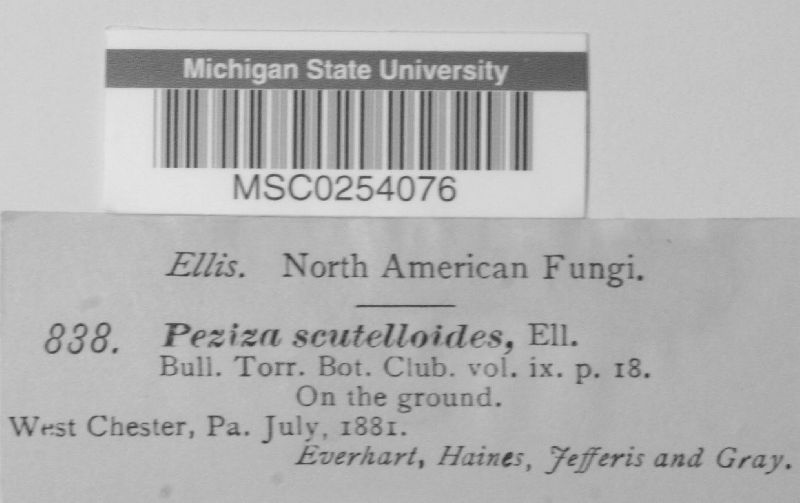 Michigan State University
MSC0254076
Ellis. North American Fungi.
838. Peziza scutelloides, Ell.
Bull. Torr. Bot. Club. vol. ix. p. 18.
On the ground.
West Chester, Pa. July, 1881.
Everhart, Haines, Jefferis and Gray.